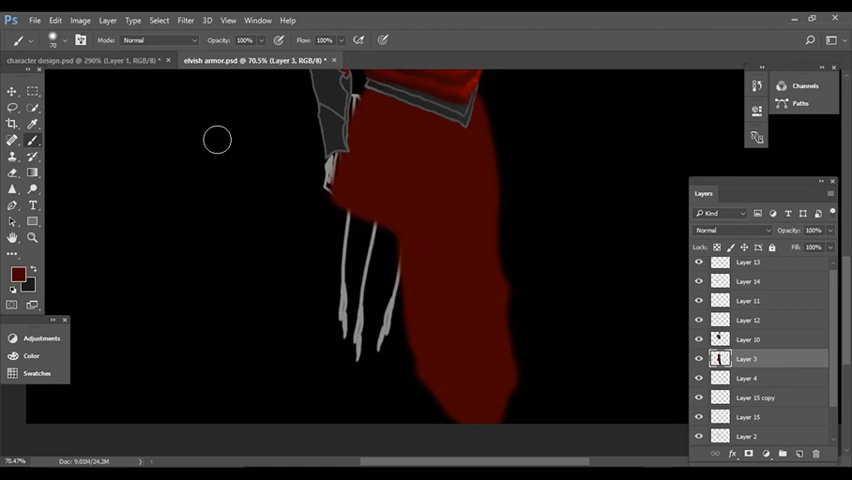 Ps File Edit Image Layer Type Select Filter 3D View Window Help
70 Mode: Normal Opacity: 100% Flow: 100%
character design.psd @ 290% (Layer 1, RGB/8) * × elvish armor.psd @ 70.5% (Layer 3, RGB/8) * ×
Channels
Paths
Layers
Kind
Normal Opacity: 100%
Lock: Fill: 100%
Layer 13
Layer 14
Layer 11
Layer 12
Layer 10
Layer 3
Layer 4
Layer 15 copy
Layer 15
Layer 2
Adjustments
Color
Swatches
70.47% Doc: 9.01M/24.2M
fx